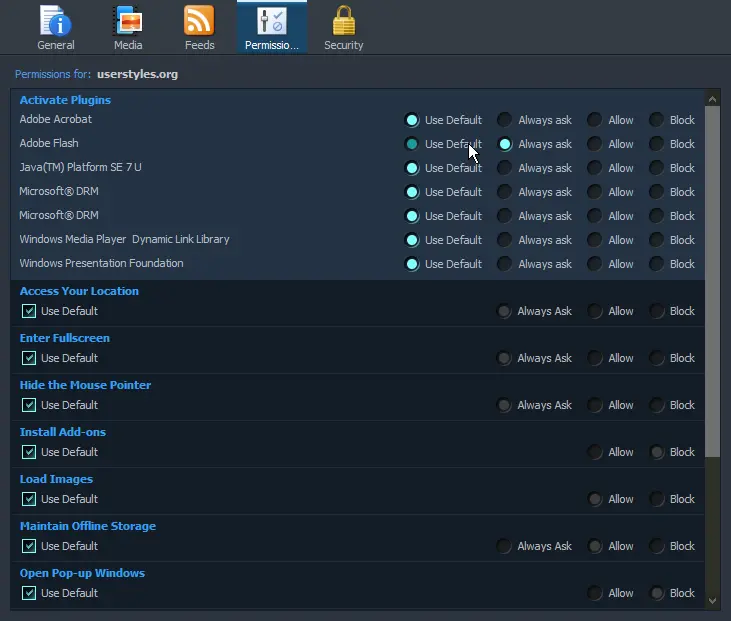 General Media Feeds Permissio... Security
Permissions for: userstyles.org
Activate Plugins
Adobe Acrobat Use Default Always ask Allow Block
Adobe Flash Use Default Always ask Allow Block
Java(TM) Platform SE 7 U Use Default Always ask Allow Block
Microsoft® DRM Use Default Always ask Allow Block
Microsoft® DRM Use Default Always ask Allow Block
Windows Media Player Dynamic Link Library Use Default Always ask Allow Block
Windows Presentation Foundation Use Default Always ask Allow Block
Access Your Location
Use Default Always Ask Allow Block
Enter Fullscreen
Use Default Always Ask Allow Block
Hide the Mouse Pointer
Use Default Always Ask Allow Block
Install Add-ons
Use Default Allow Block
Load Images
Use Default Allow Block
Maintain Offline Storage
Use Default Always Ask Allow Block
Open Pop-up Windows
Use Default Allow Block